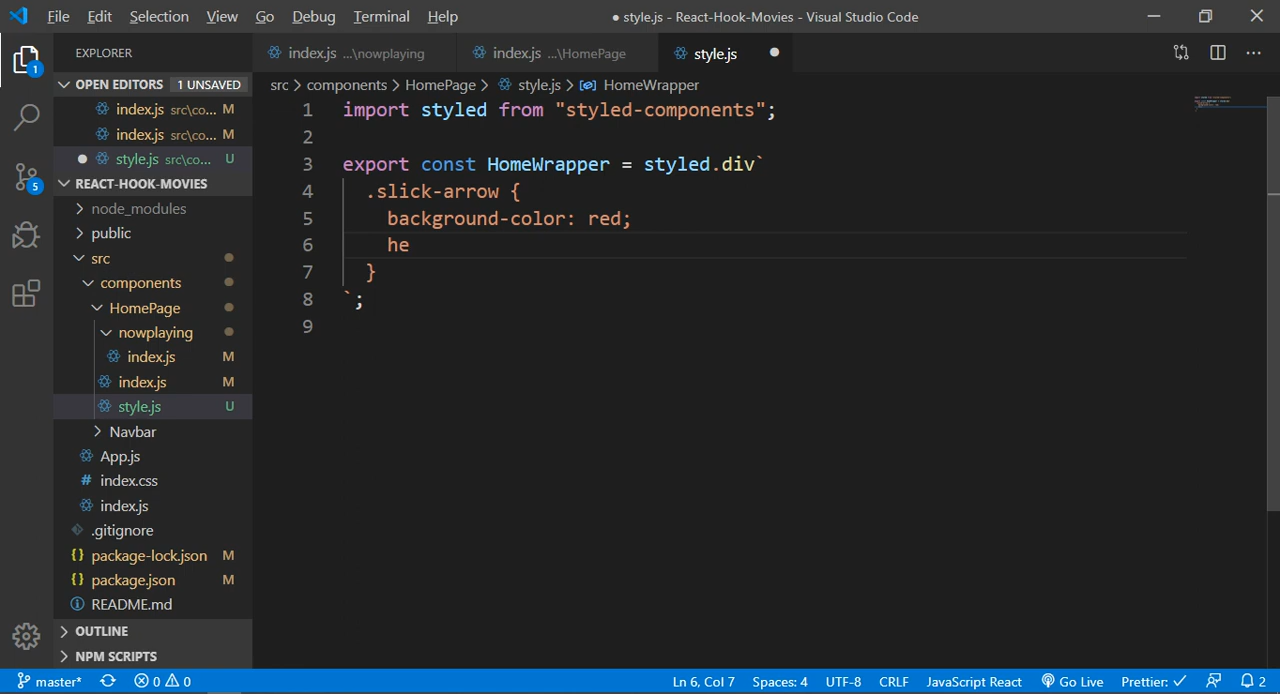 File Edit Selection View Go Debug Terminal Help
● style.js - React-Hook-Movies - Visual Studio Code
EXPLORER
OPEN EDITORS 1 UNSAVED
index.js src\co... M
index.js src\co... M
● style.js src\co... U
REACT-HOOK-MOVIES
node_modules
public
src
components
HomePage
nowplaying
index.js M
index.js M
style.js U
Navbar
App.js
# index.css
index.js
.gitignore
{} package-lock.json M
{} package.json M
README.md
OUTLINE
NPM SCRIPTS
1
5
index.js ...\nowplaying
index.js ...\HomePage
style.js ●
src > components > HomePage > style.js > HomeWrapper
1 import styled from "styled-components";
2
3 export const HomeWrapper = styled.div`
4 .slick-arrow {
5 background-color: red;
6 he
7 }
8 `;
9
master* 0 0
Ln 6, Col 7 Spaces: 4 UTF-8 CRLF JavaScript React Go Live Prettier: ✓ 2